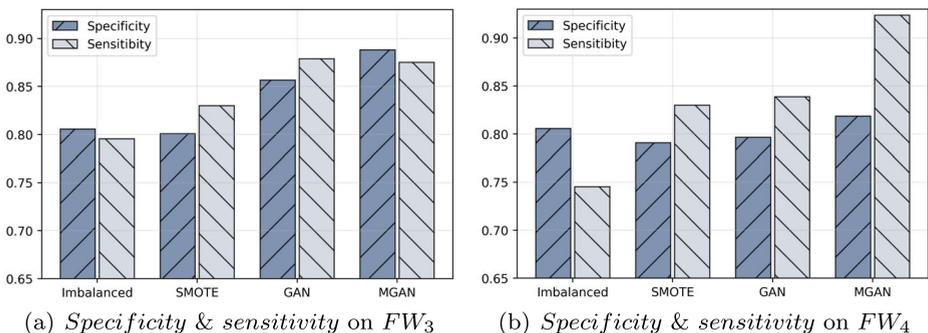 0.90
0.85
0.80
0.75
0.70
0.65
Specificity
Sensitibity
Imbalanced SMOTE GAN MGAN
(a) Specificity & sensitivity on FW3
0.90
0.85
0.80
0.75
0.70
0.65
Specificity
Sensitibity
Imbalanced SMOTE GAN MGAN
(b) Specificity & sensitivity on FW4